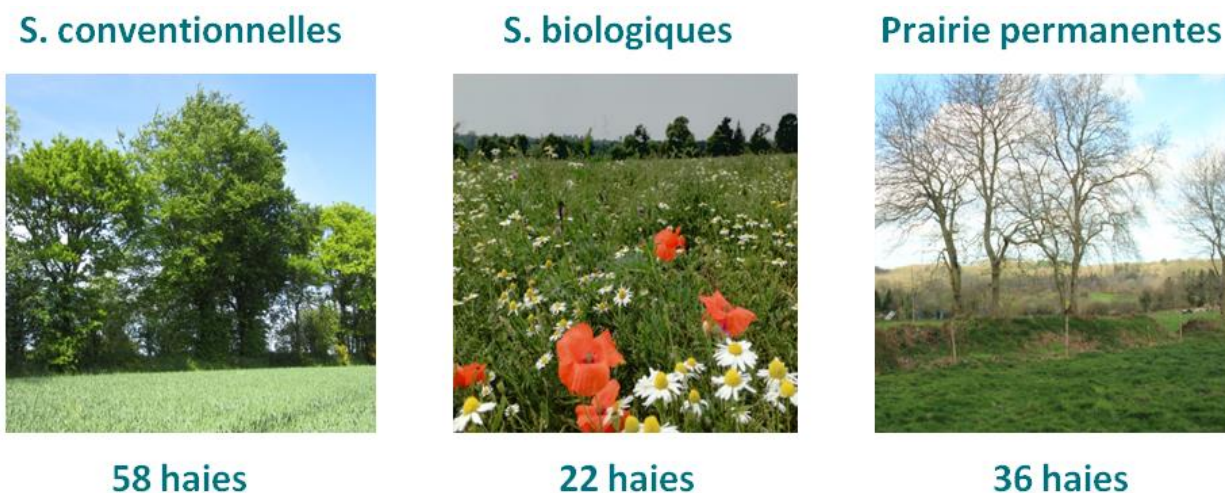 S. conventionnelles
S. biologiques
Prairie permanentes
58 haies
22 haies
36 haies